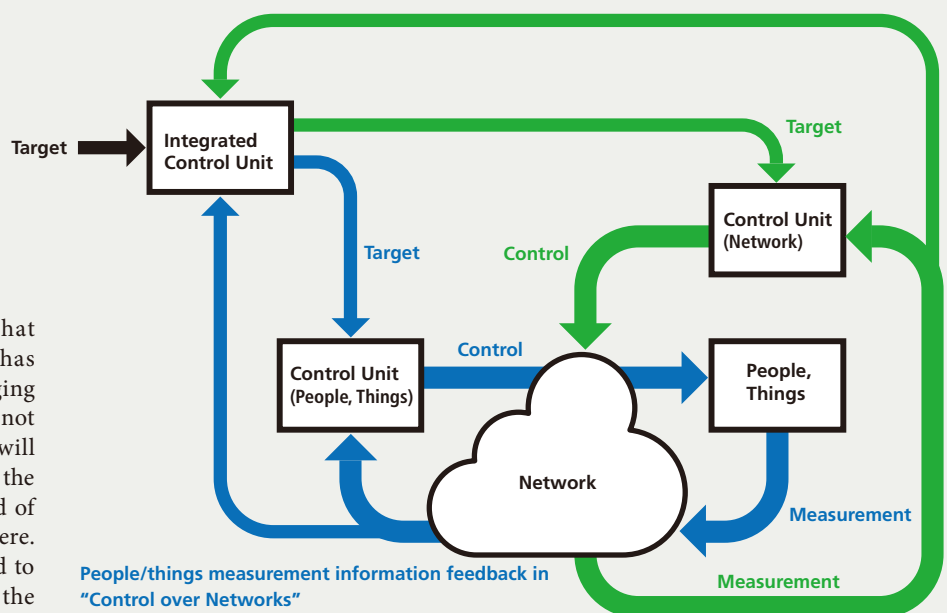 Target
Integrated
Control Unit
Target
Control Unit
(Network)
Target
Control
Control
Control Unit
(People, Things)
People,
Things
Network
Measurement
Measurement
People/things measurement information feedback in
“Control over Networks”
hat
has
ging
not
will
the
d of
ere.
d to
the